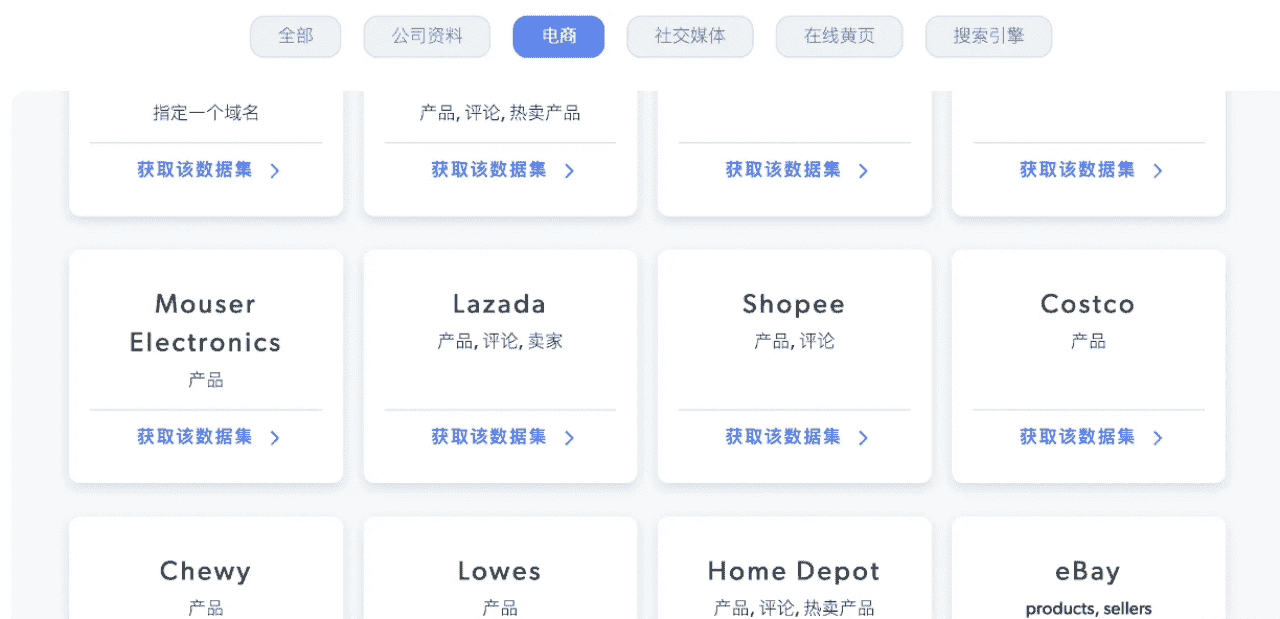 全部 公司资料 电商 社交媒体 在线黄页 搜索引擎
指定一个域名 产品, 评论, 热卖产品
获取该数据集 获取该数据集 获取该数据集 获取该数据集
Mouser Electronics
产品
获取该数据集
Lazada
产品, 评论, 卖家
获取该数据集
Shopee
产品, 评论
获取该数据集
Costco
产品
获取该数据集
Chewy
产品
Lowes
产品
Home Depot
产品, 评论, 热卖产品
eBay
products, sellers